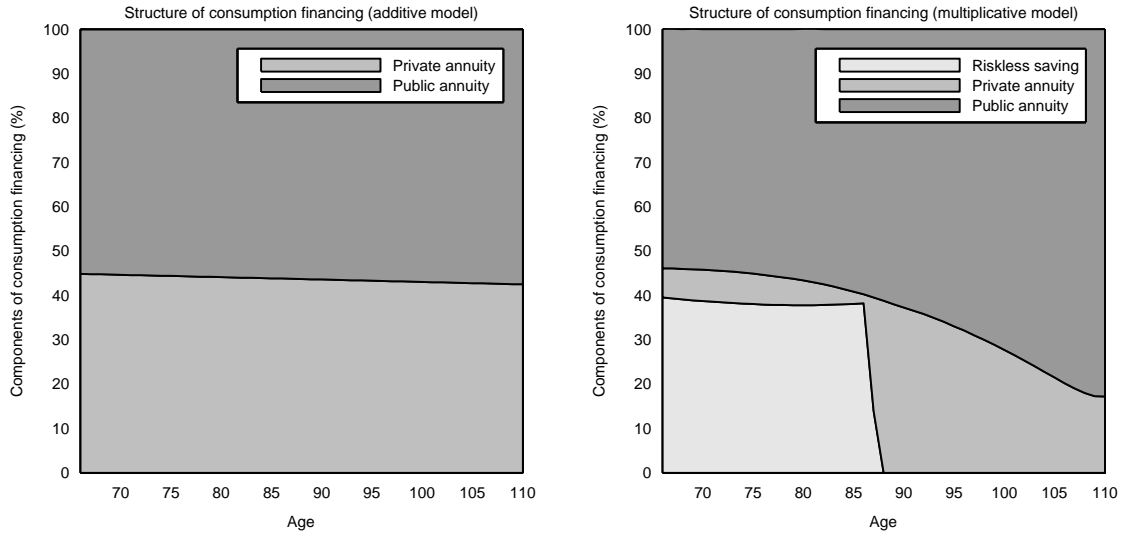 Structure of consumption financing (additive model)
Components of consumption financing (%)
100
90
80
70
60
50
40
30
20
10
0
Private annuity
Public annuity
70 75 80 85 90 95 100 105 110
Age
Structure of consumption financing (multiplicative model)
Components of consumption financing (%)
100
90
80
70
60
50
40
30
20
10
0
Riskless saving
Private annuity
Public annuity
70 75 80 85 90 95 100 105 110
Age